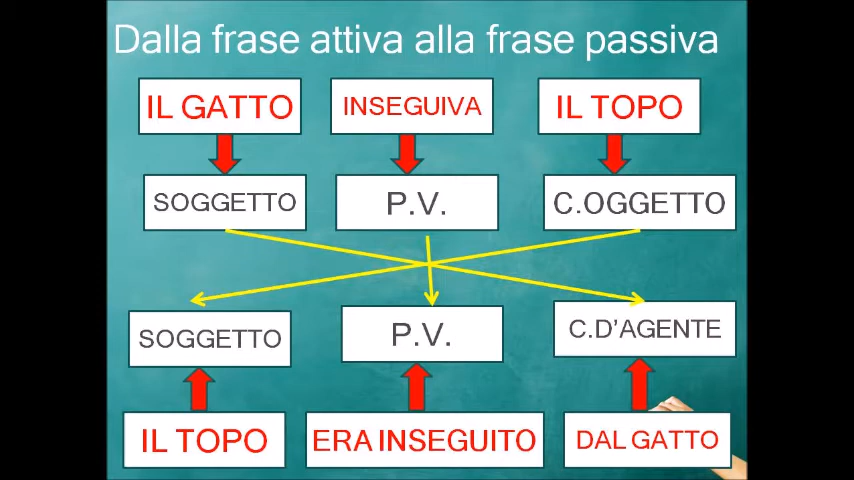 Dalla frase attiva alla frase passiva
IL GATTO
INSEGUIVA
IL TOPO
SOGGETTO
P.V.
C.OGGETTO
SOGGETTO
P.V.
C.D’AGENTE
IL TOPO
ERA INSEGUITO
DAL GATTO